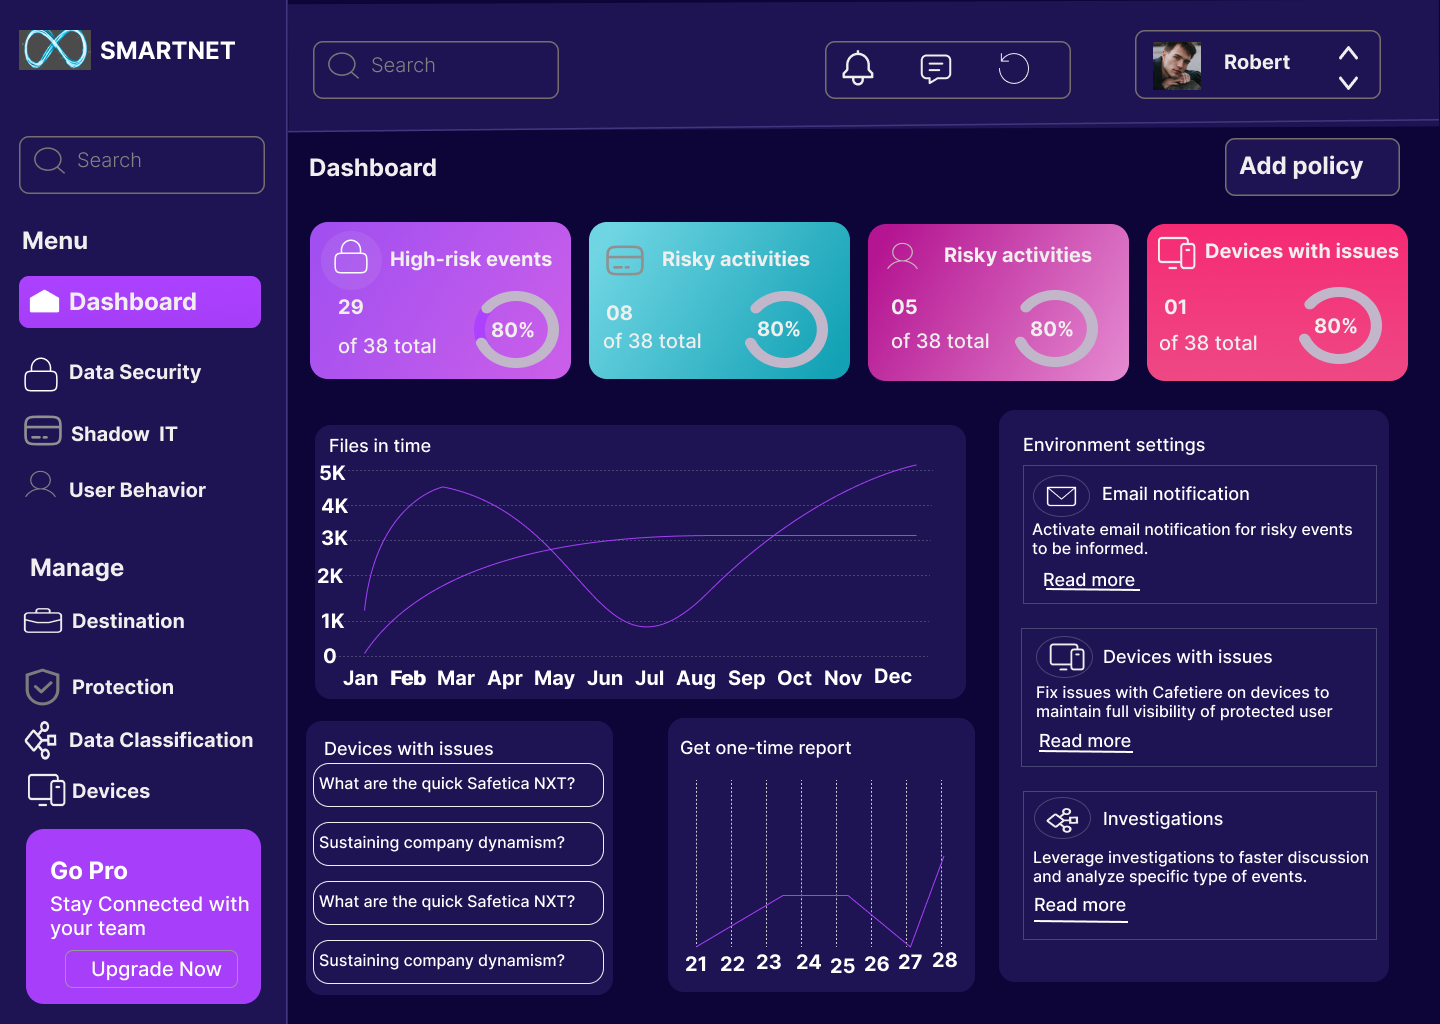 SMARTNET
Search
Menu
Dashboard
Data Security
Shadow IT
User Behavior
Manage
Destination
Protection
Data Classification
Devices
Go Pro
Stay Connected with
your team
Upgrade Now
Search
Robert
Dashboard
Add policy
High-risk events
29
of 38 total
80%
Risky activities
08
of 38 total
80%
Risky activities
05
of 38 total
80%
Devices with issues
01
of 38 total
80%
Files in time
5K
4K
3K
2K
1K
0
Jan Feb Mar Apr May Jun Jul Aug Sep Oct Nov Dec
Devices with issues
What are the quick Safetica NXT?
Sustaining company dynamism?
What are the quick Safetica NXT?
Sustaining company dynamism?
Get one-time report
21 22 23 24 25 26 27 28
Environment settings
Email notification
Activate email notification for risky events
to be informed.
Read more
Devices with issues
Fix issues with Cafetiere on devices to
maintain full visibility of protected user
Read more
Investigations
Leverage investigations to faster discussion
and analyze specific type of events.
Read more